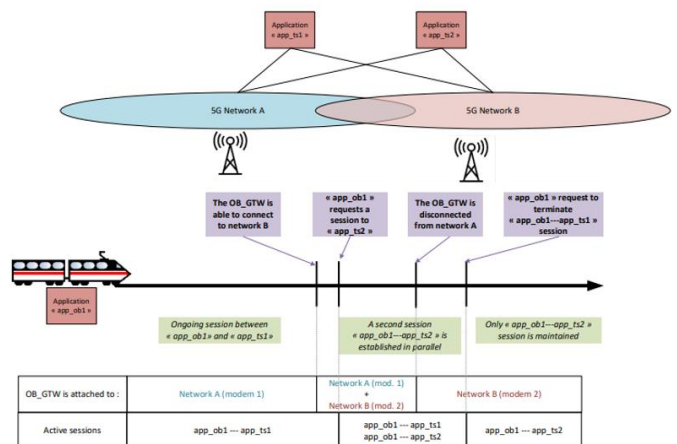 Application
« app_ts1 »
Application
« app_ts2 »
5G Network A
5G Network B
The OB_GTW is
able to connect
to network B
« app_ob1 »
requests a
session to
« app_ts2 »
The OB_GTW is
disconnected
from network A
« app_ob1 » request to
terminate
« app_ob1---app_ts1 »
session
Application
« app_ob1 »
Ongoing session between
« app_ob1» and « app_ts1»
A second session
« app_ob1---app_ts2 » is
established in parallel
Only « app_ob1---app_ts2 »
session is maintained
OB_GTW is attached to :
Network A (modem 1)
Network A (mod. 1)
+
Network B (mod. 2)
Network B (modem 2)
Active sessions
app_ob1 --- app_ts1
app_ob1 --- app_ts1
app_ob1 --- app_ts2
app_ob1 --- app_ts2